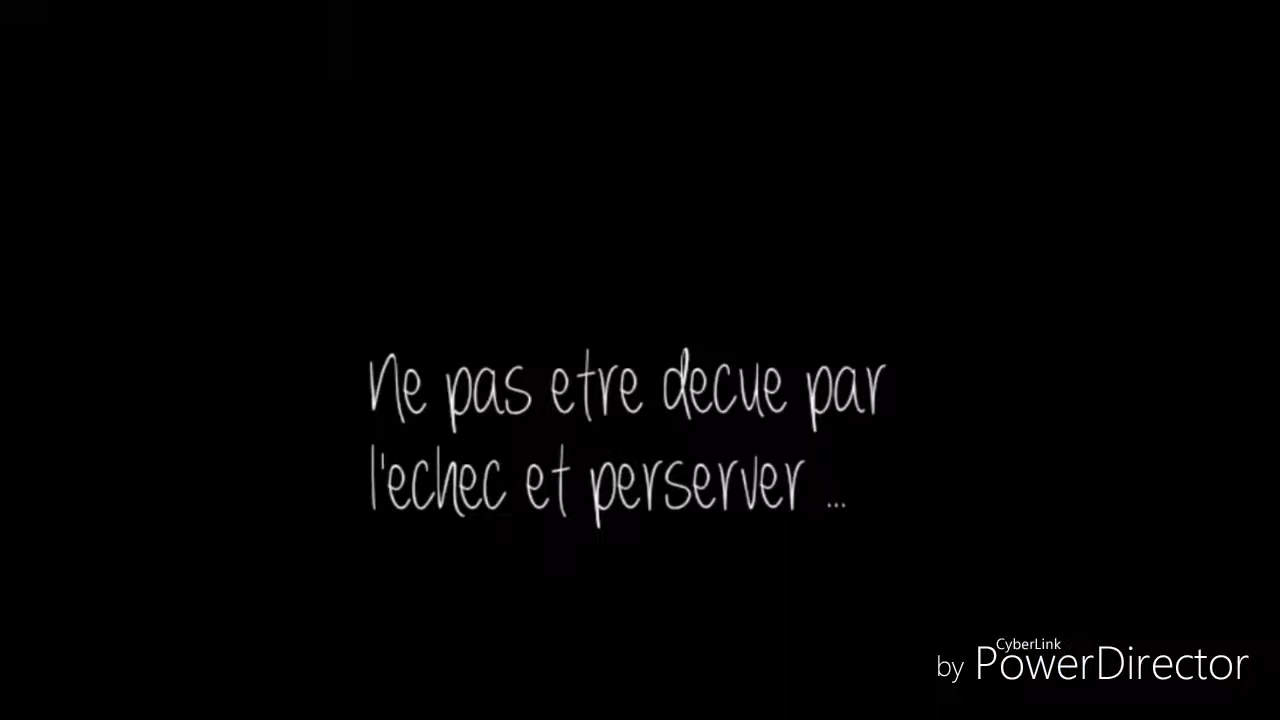 Ne pas etre decue par
l'echec et perserver ...
CyberLink
by PowerDirector